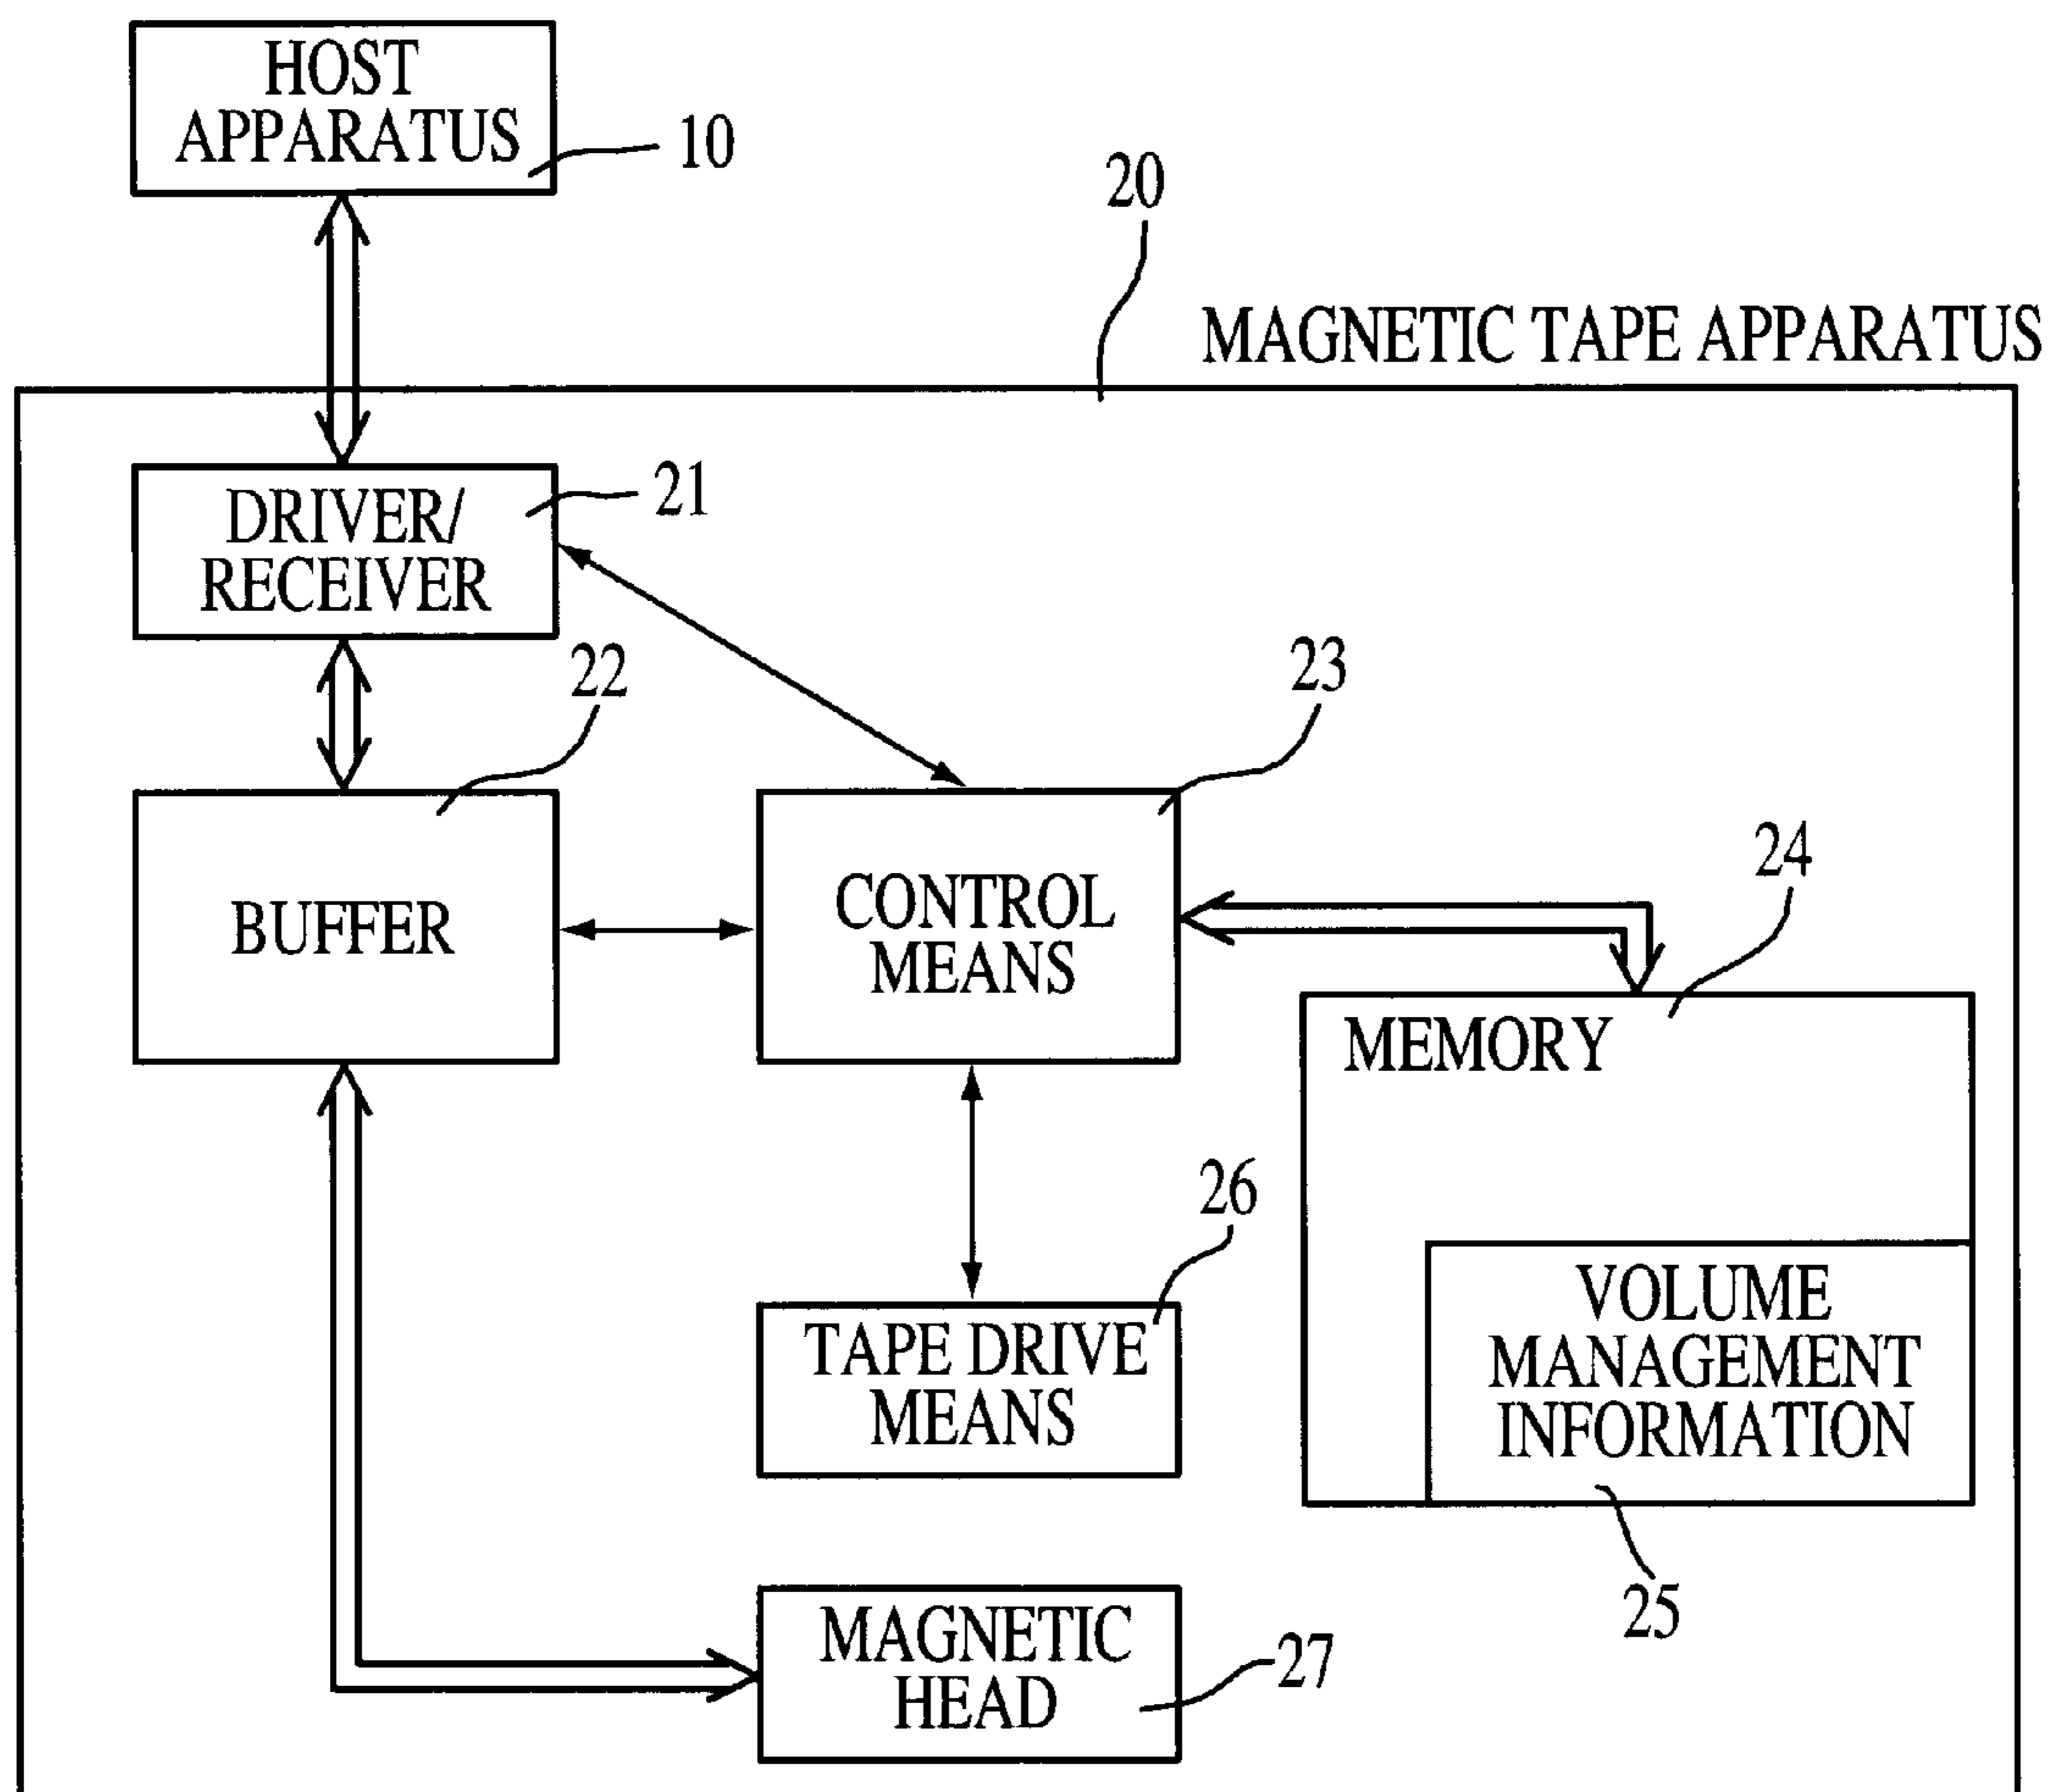 HOST
APPARATUS
10
20
MAGNETIC TAPE APPARATUS
DRIVER/
RECEIVER
21
22
23
BUFFER
CONTROL
MEANS
24
MEMORY
26
TAPE DRIVE
MEANS
VOLUME
MANAGEMENT
INFORMATION
25
MAGNETIC
HEAD
27